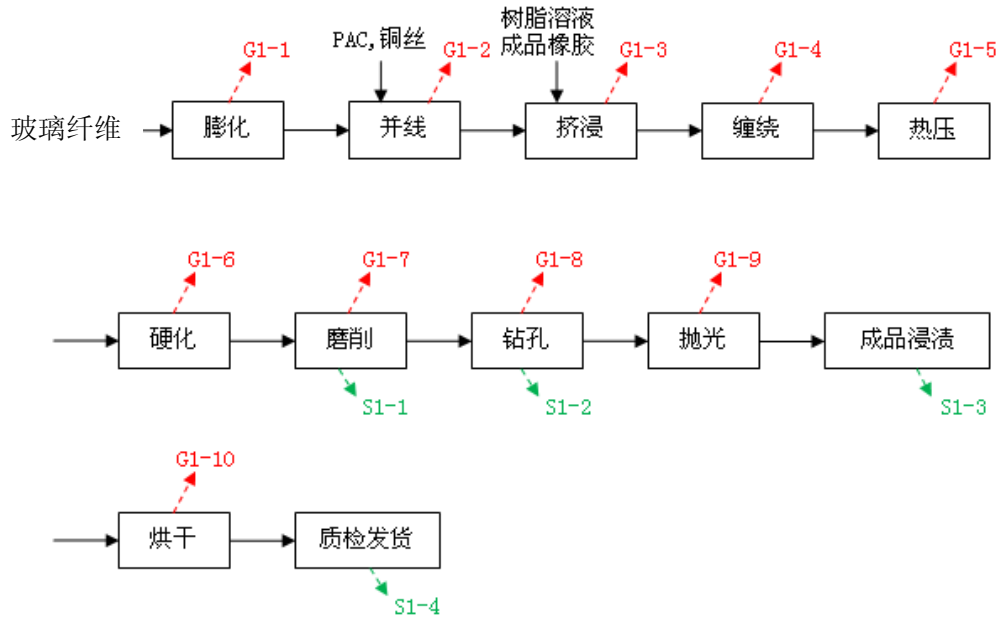 PAC,铜丝
树脂溶液
成品橡胶
G1-1
G1-2
G1-3
G1-4
G1-5
玻璃纤维
膨化
并线
挤浸
缠绕
热压
G1-6
G1-7
G1-8
G1-9
硬化
磨削
钻孔
抛光
成品浸渍
S1-1
S1-2
S1-3
G1-10
烘干
质检发货
S1-4